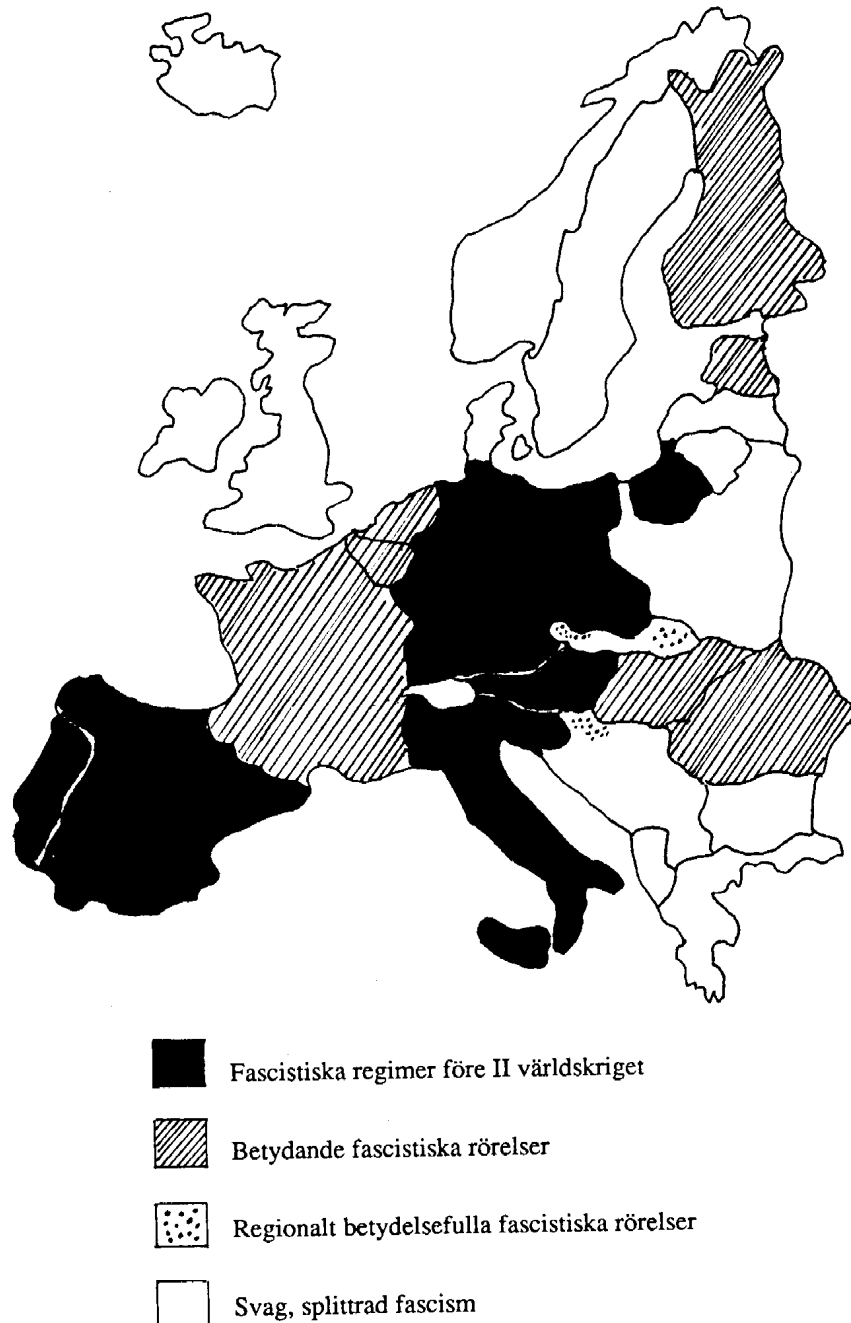 Fascistiska regimer före II världskriget
Betydande fascistiska rörelser
Regionalt betydelsefulla fascistiska rörelser
Svag, splittrad fascism